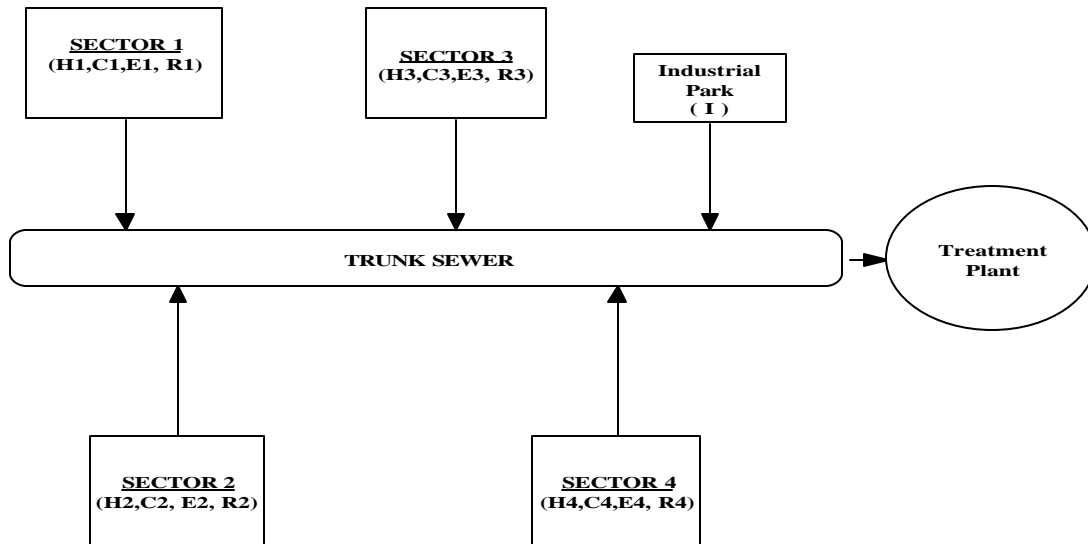 SECTOR 1
(H1,C1,E1, R1)
SECTOR 3
(H3,C3,E3, R3)
Industrial
Park
( I )
TRUNK SEWER
Treatment
Plant
SECTOR 2
(H2,C2, E2, R2)
SECTOR 4
(H4,C4,E4, R4)